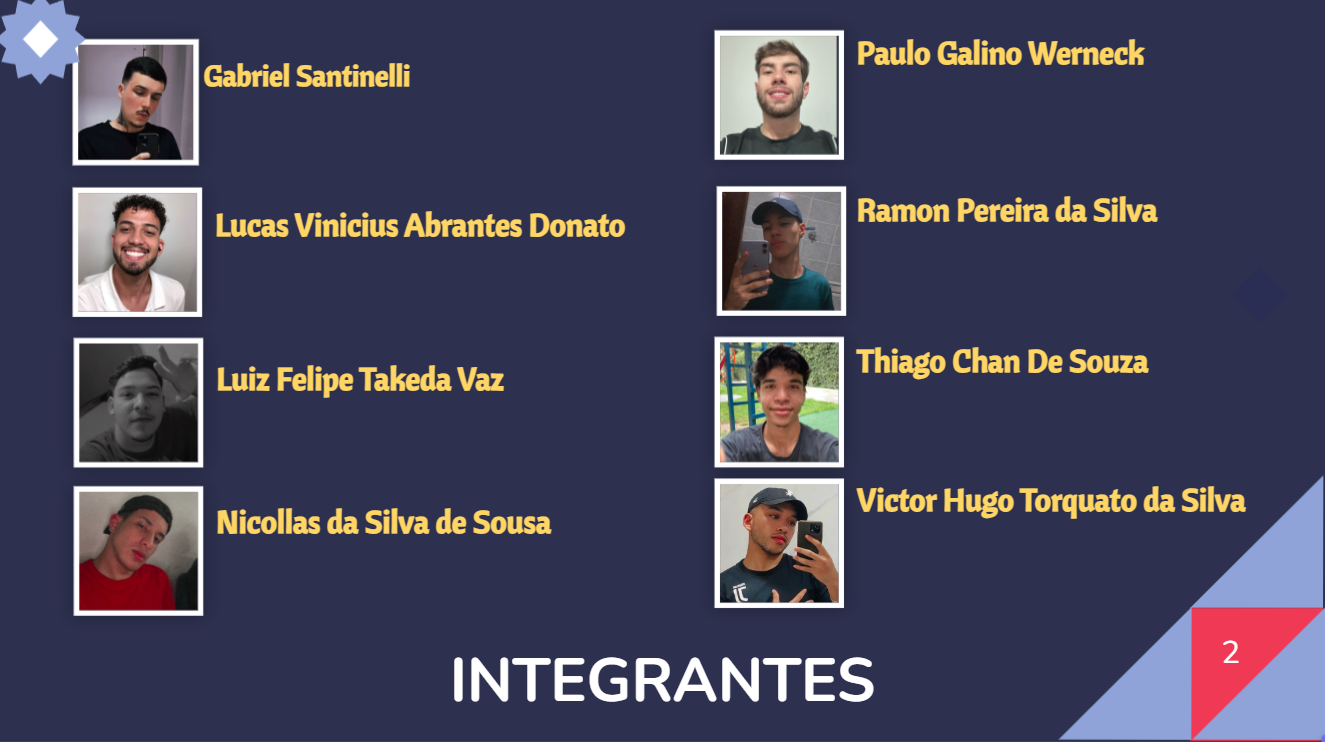 Gabriel Santinelli
Lucas Vinicius Abrantes Donato
Luiz Felipe Takeda Vaz
Nicollas da Silva de Sousa
Paulo Galino Werneck
Ramon Pereira da Silva
Thiago Chan De Souza
Victor Hugo Torquato da Silva
INTEGRANTES
2